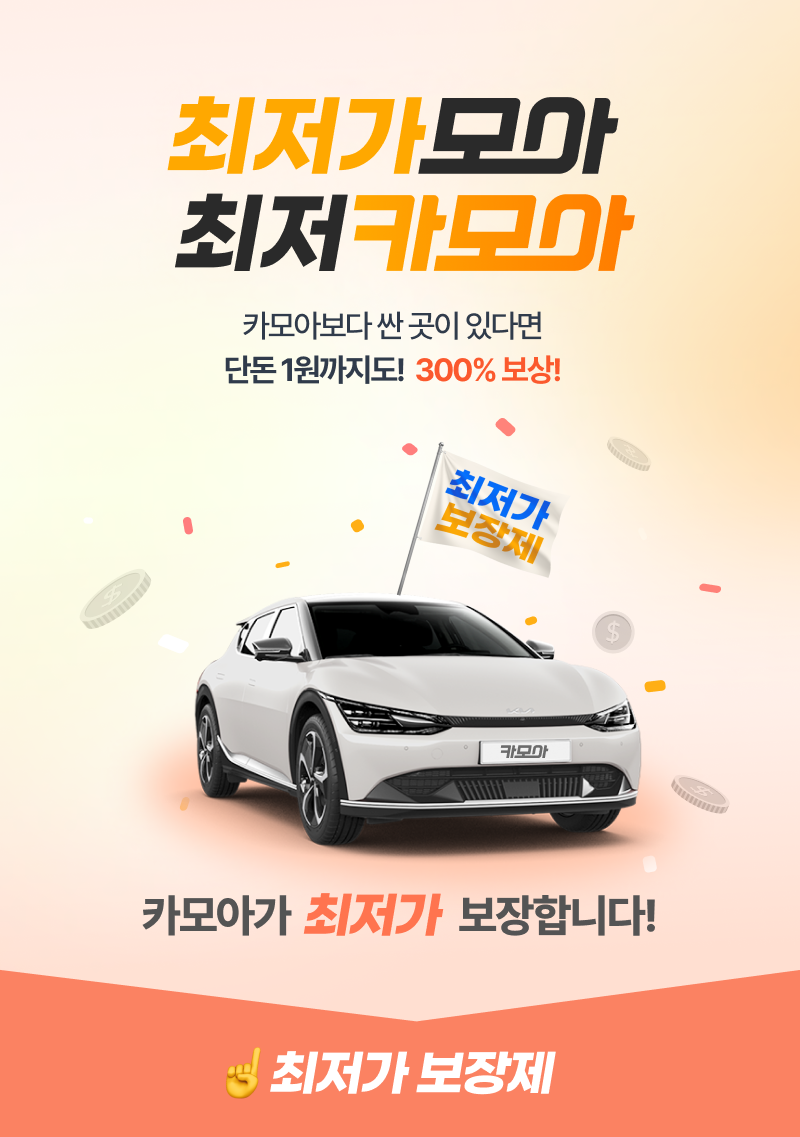 최저가모아
최저카모아
카모아보다 싼 곳이 있다면
단돈 1원까지도! 300% 보상!
최저가
보장제
카모아
카모아가 최저가 보장합니다!
☝ 최저가 보장제